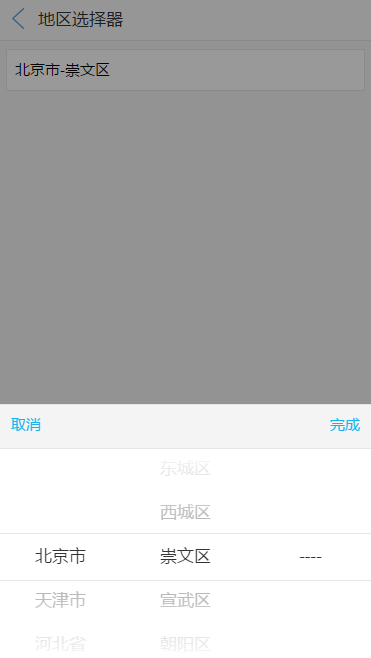 地区选择器
北京市-崇文区
取消 完成
东城区
西城区
北京市 崇文区 ----
天津市 宣武区
河北省 朝阳区